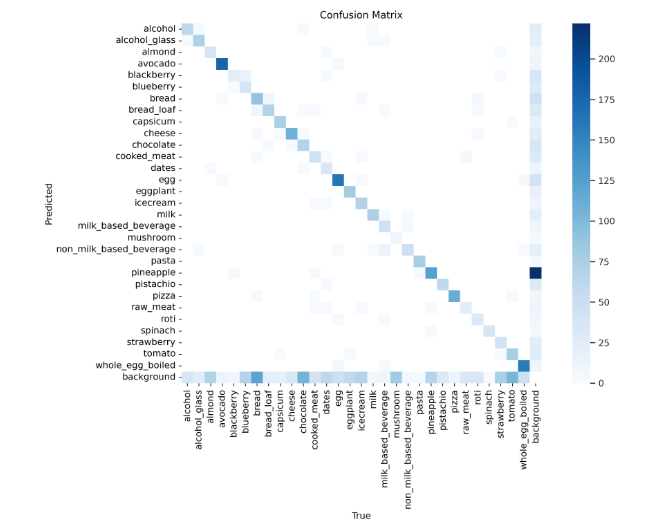 Confusion Matrix
alcohol
alcohol_glass
almond
avocado
blackberry
blueberry
bread
bread_loaf
capsicum
cheese
chocolate
cooked_meat
dates
egg
eggplant
icecream
milk
milk_based_beverage
mushroom
non_milk_based_beverage
pasta
pineapple
pistachio
pizza
raw_meat
roti
spinach
strawberry
tomato
whole_egg_boiled
background
Predicted
alcohol
alcohol_glass
almond
avocado
blackberry
blueberry
bread
bread_loaf
capsicum
cheese
chocolate
cooked_meat
dates
egg
eggplant
icecream
milk
milk_based_beverage
mushroom
non_milk_based_beverage
pasta
pineapple
pistachio
pizza
raw_meat
roti
spinach
strawberry
tomato
whole_egg_boiled
background
True
200
175
150
125
100
75
50
25
0